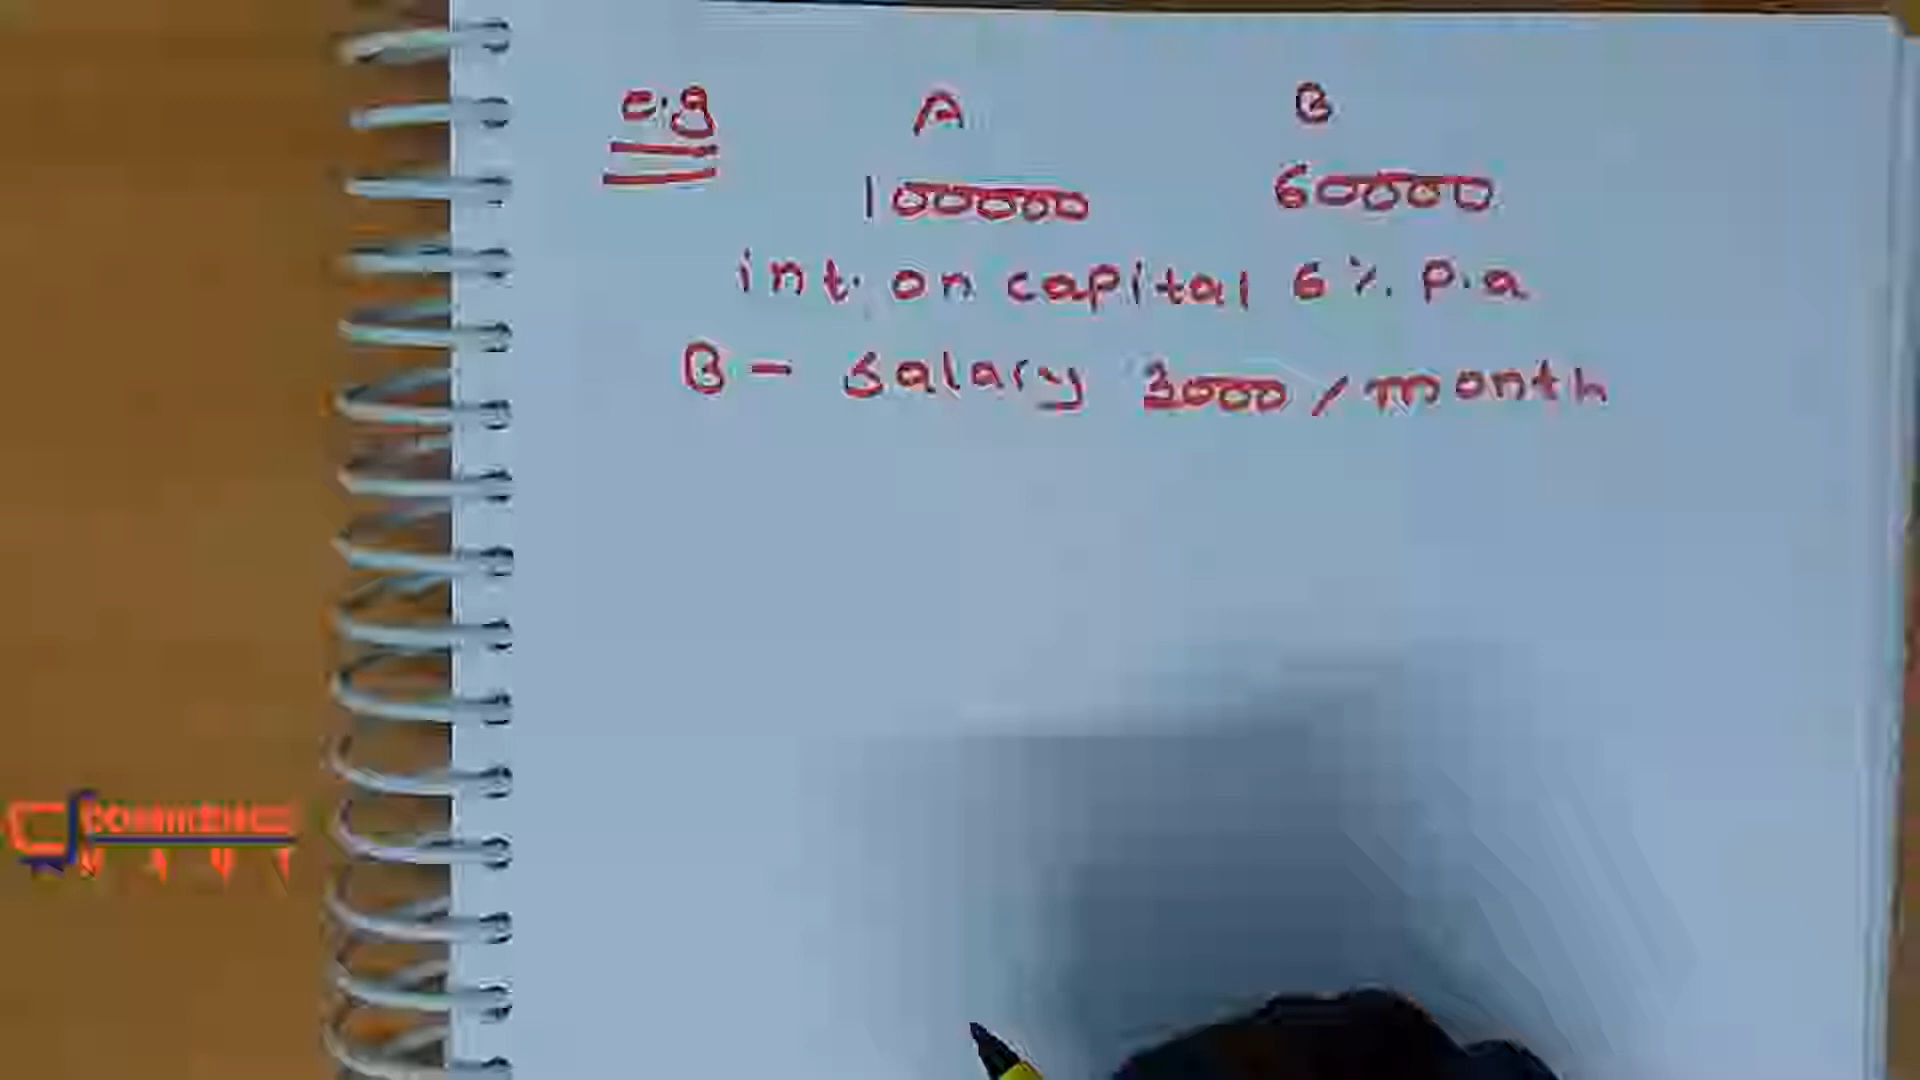 e.g A B
100000 60000
int. on capital 6% p.a
B - Salary 3000/month